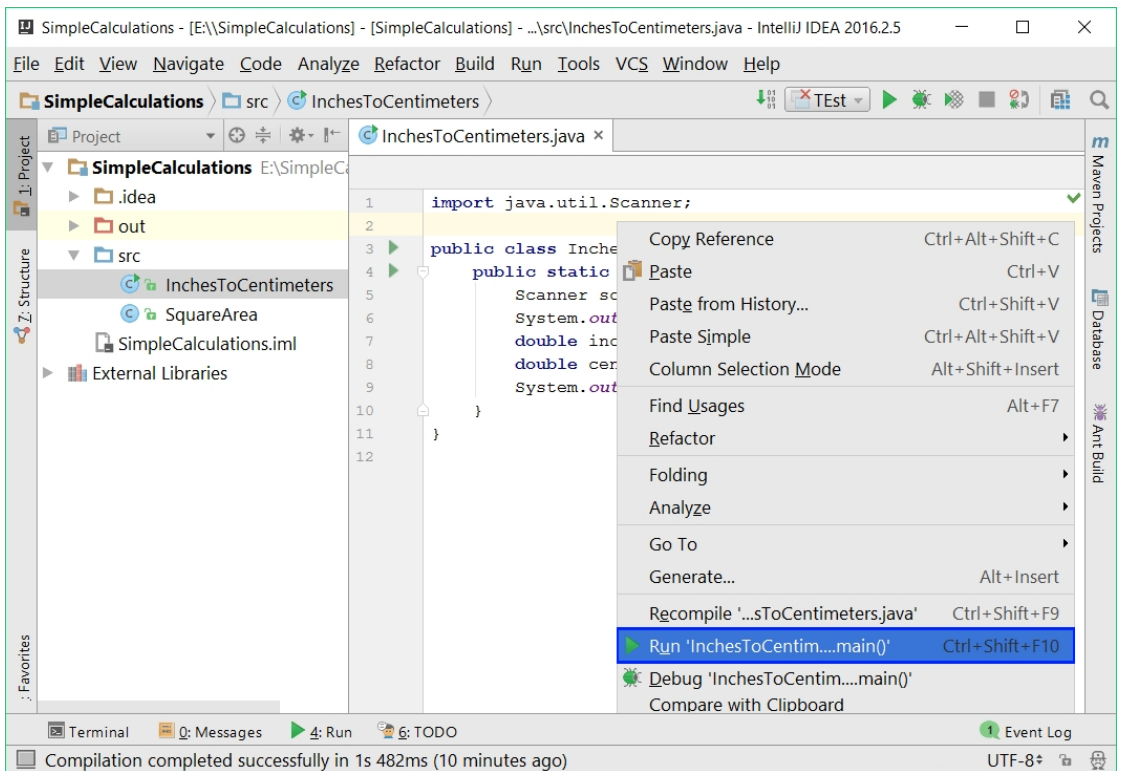 SimpleCalculations - [E:\\SimpleCalculations] - [SimpleCalculations] - ...\src\InchesToCentimeters.java - IntelliJ IDEA 2016.2.5
File Edit View Navigate Code Analyze Refactor Build Run Tools VCS Window Help
SimpleCalculations src InchesToCentimeters TEst
Project
InchesToCentimeters.java
1: Project
Z: Structure
: Favorites
SimpleCalculations E:\SimpleCa
.idea
out
src
InchesToCentimeters
SquareArea
SimpleCalculations.iml
External Libraries
1 import java.util.Scanner;
2
3 public class Inche
4 public static
5 Scanner sc
6 System.out
7 double inc
8 double cen
9 System.out
10 }
11 }
12
Copy Reference Ctrl+Alt+Shift+C
Paste Ctrl+V
Paste from History... Ctrl+Shift+V
Paste Simple Ctrl+Alt+Shift+V
Column Selection Mode Alt+Shift+Insert
Find Usages Alt+F7
Refactor
Folding
Analyze
Go To
Generate... Alt+Insert
Recompile '...sToCentimeters.java' Ctrl+Shift+F9
Run 'InchesToCentim....main()' Ctrl+Shift+F10
Debug 'InchesToCentim....main()'
Compare with Clipboard
Maven Projects
Database
Ant Build
Terminal 0: Messages 4: Run 6: TODO 1 Event Log
Compilation completed successfully in 1s 482ms (10 minutes ago) UTF-8